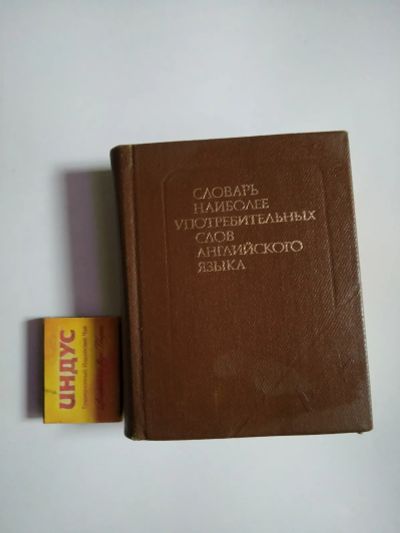 СЛОВАРЬ
НАИБОЛЕЕ
УПОТРЕБИТЕЛЬНЫХ
СЛОВ
АНГЛИЙСКОГО
ЯЗЫКА
ИНДУС